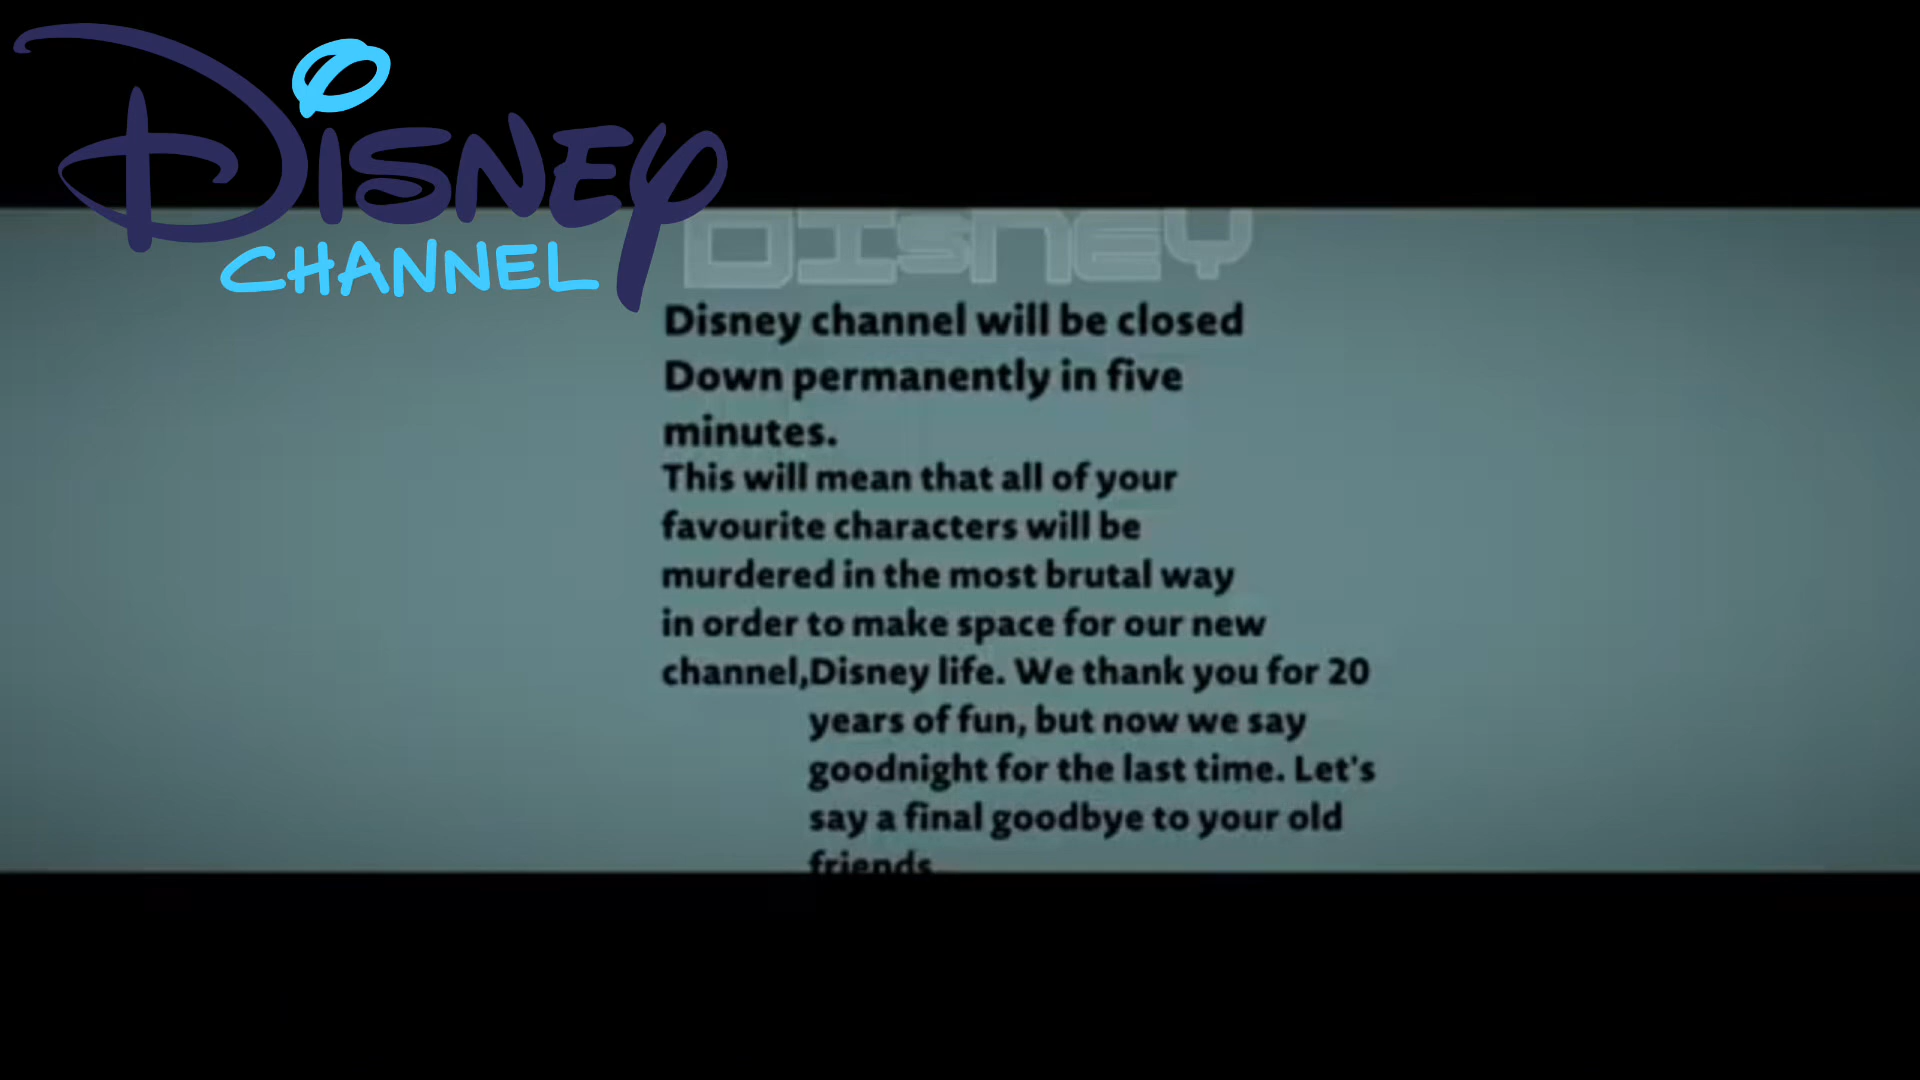 Disney
CHANNEL
DISNEY
Disney channel will be closed
Down permanently in five
minutes.
This will mean that all of your
favourite characters will be
murdered in the most brutal way
in order to make space for our new
channel,Disney life. We thank you for 20
years of fun, but now we say
goodnight for the last time. Let's
say a final goodbye to your old
friends